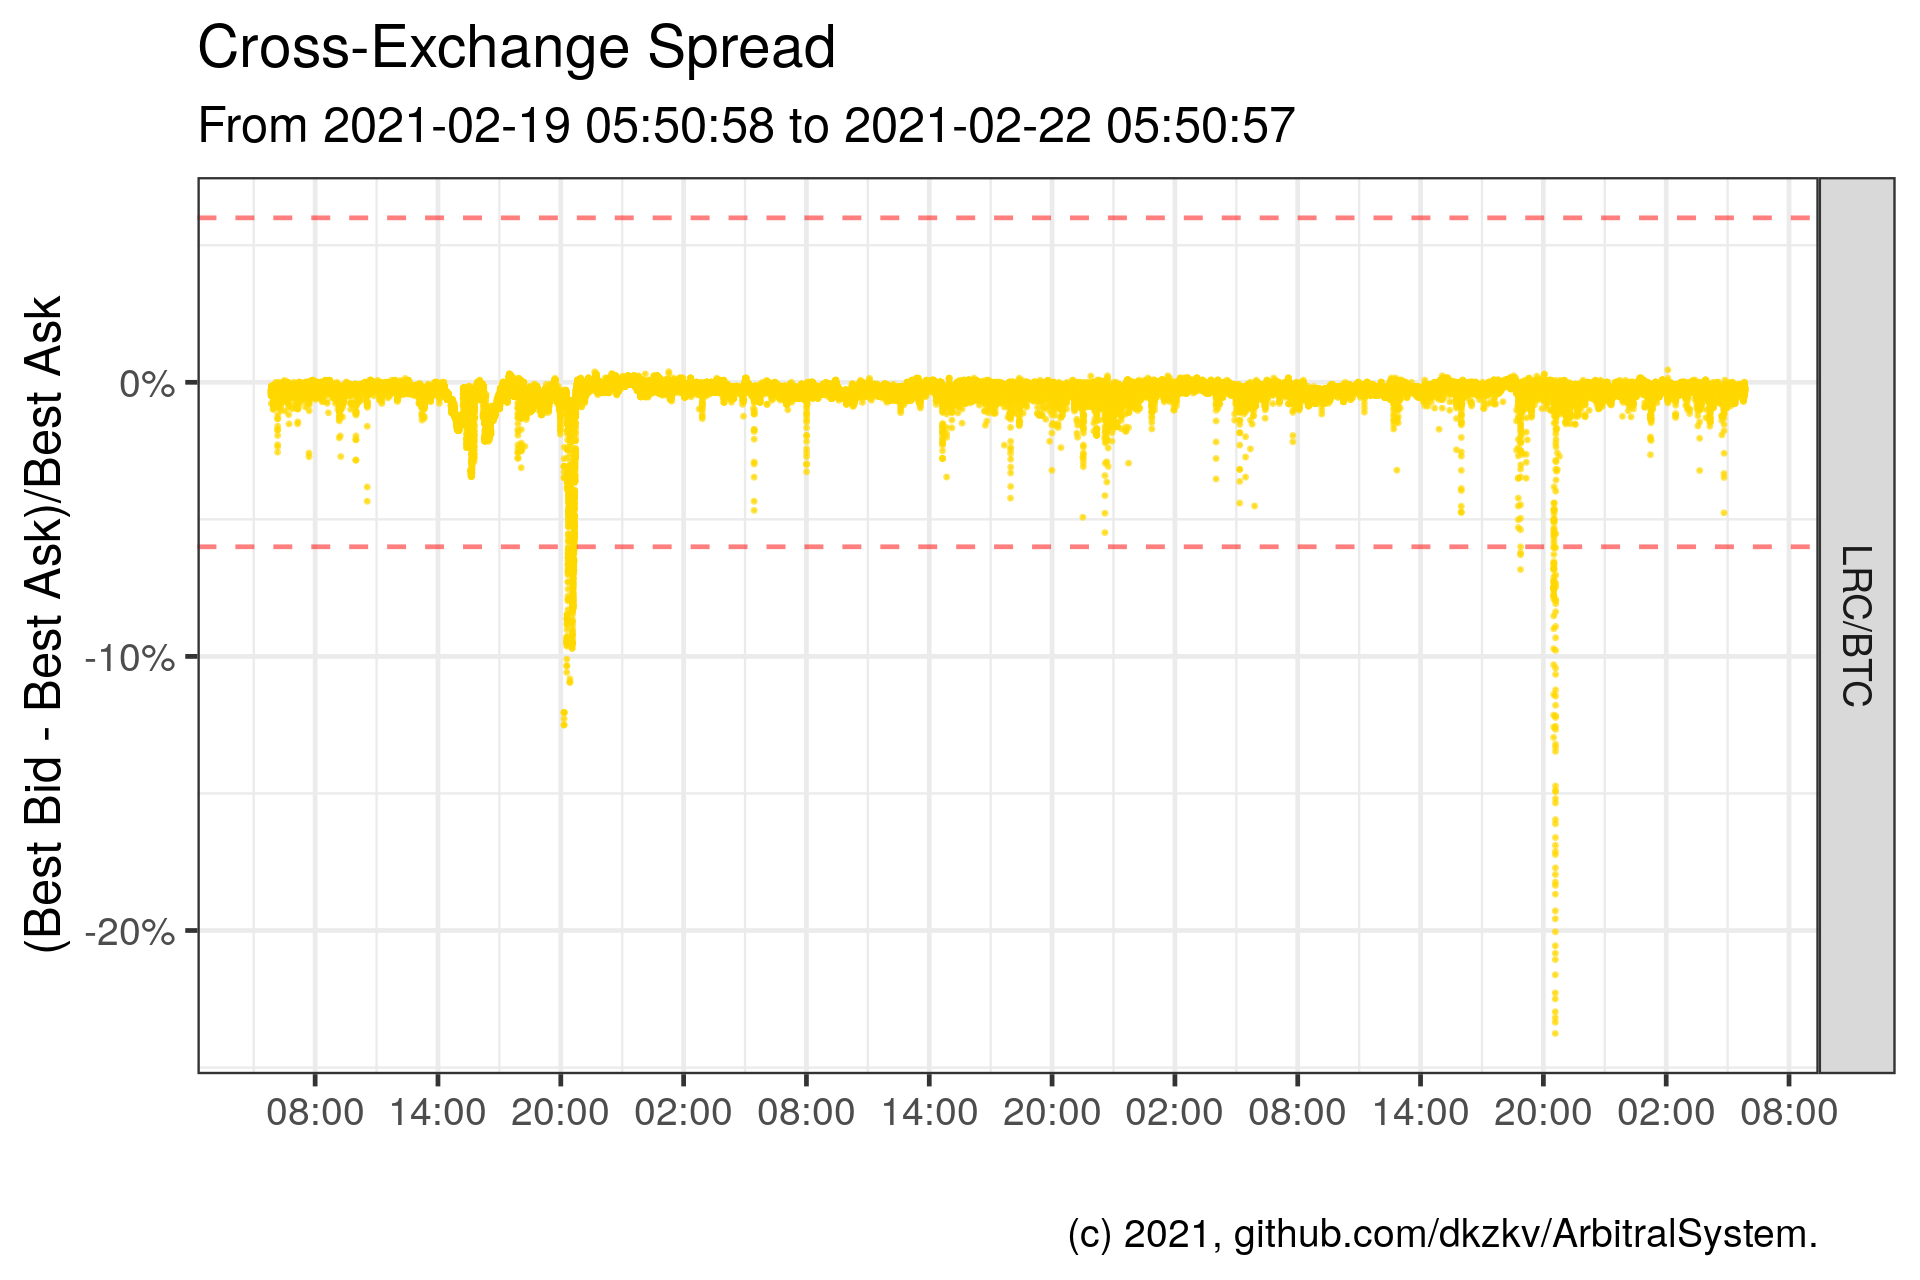 Cross-Exchange Spread
From 2021-02-19 05:50:58 to 2021-02-22 05:50:57
(Best Bid - Best Ask)/Best Ask
0%
-10%
-20%
LRC/BTC
08:00 14:00 20:00 02:00 08:00 14:00 20:00 02:00 08:00 14:00 20:00 02:00 08:00
(c) 2021, github.com/dkzkv/ArbitralSystem.